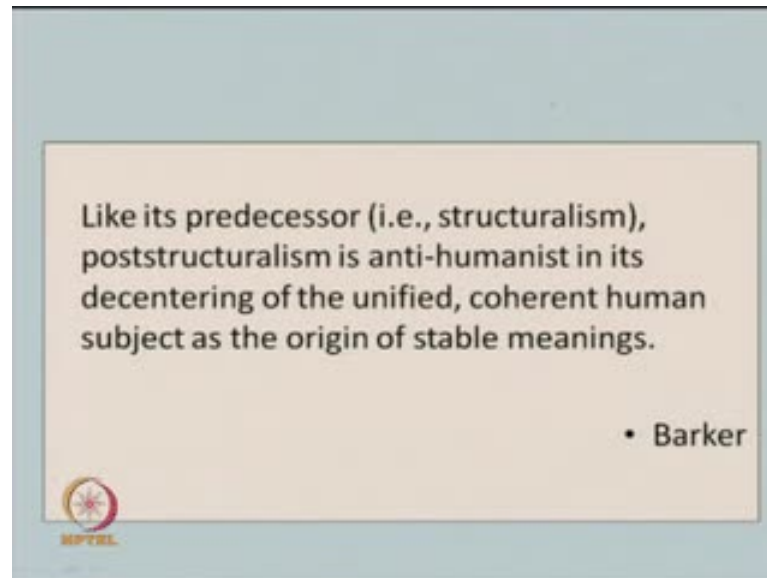 Like its predecessor (i.e., structuralism),
poststructuralism is anti-humanist in its
decentering of the unified, coherent human
subject as the origin of stable meanings.
• Barker
NPTEL